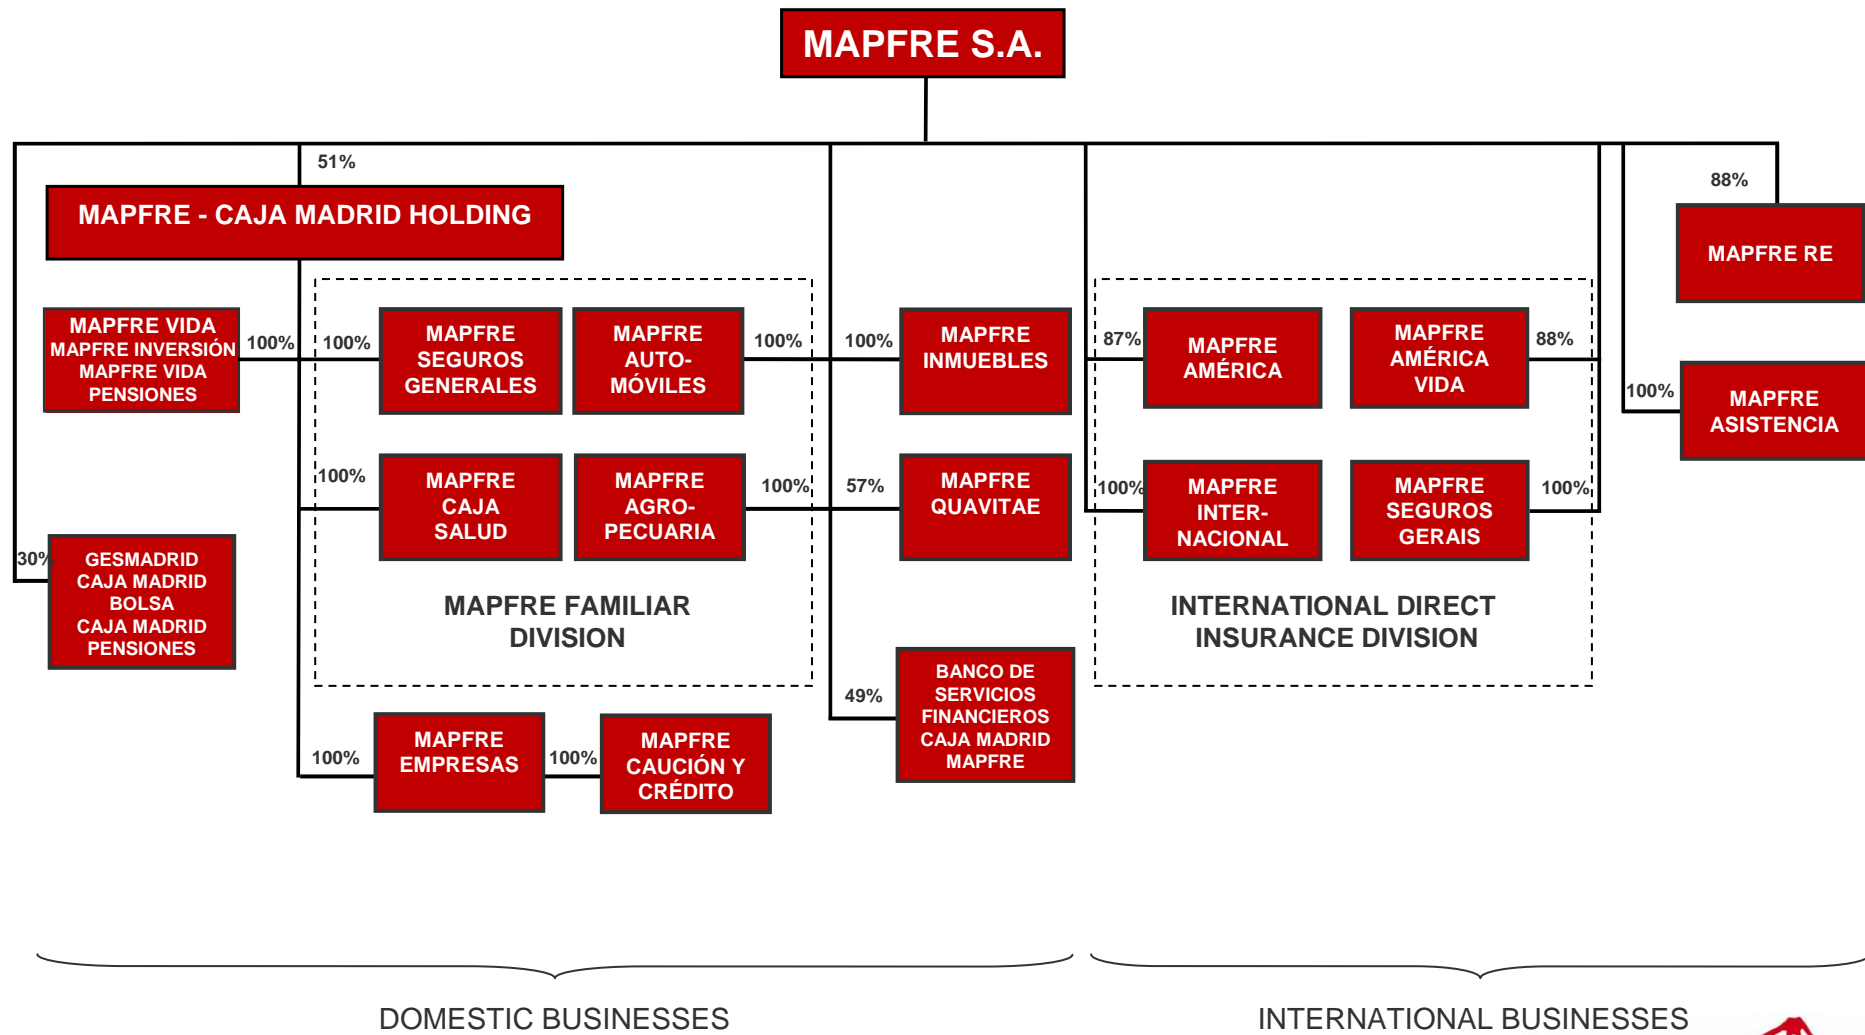 MAPFRE S.A.
51%
88%
MAPFRE - CAJA MADRID HOLDING
MAPFRE RE
MAPFRE VIDA
MAPFRE INVERSIÓN
MAPFRE VIDA
PENSIONES
100%
100%
MAPFRE
SEGUROS
GENERALES
MAPFRE
AUTO-
MÓVILES
100%
100%
MAPFRE
INMUEBLES
87%
MAPFRE
AMÉRICA
MAPFRE
AMÉRICA
VIDA
88%
100%
MAPFRE
ASISTENCIA
100%
MAPFRE
CAJA
SALUD
MAPFRE
AGRO-
PECUARIA
100%
57%
MAPFRE
QUAVITAE
100%
MAPFRE
INTER-
NACIONAL
MAPFRE
SEGUROS
GERAIS
100%
30%
GESMADRID
CAJA MADRID
BOLSA
CAJA MADRID
PENSIONES
MAPFRE FAMILIAR
DIVISION
INTERNATIONAL DIRECT
INSURANCE DIVISION
49%
BANCO DE
SERVICIOS
FINANCIEROS
CAJA MADRID
MAPFRE
100%
MAPFRE
EMPRESAS
100%
MAPFRE
CAUCIÓN Y
CRÉDITO
DOMESTIC BUSINESSES
INTERNATIONAL BUSINESSES